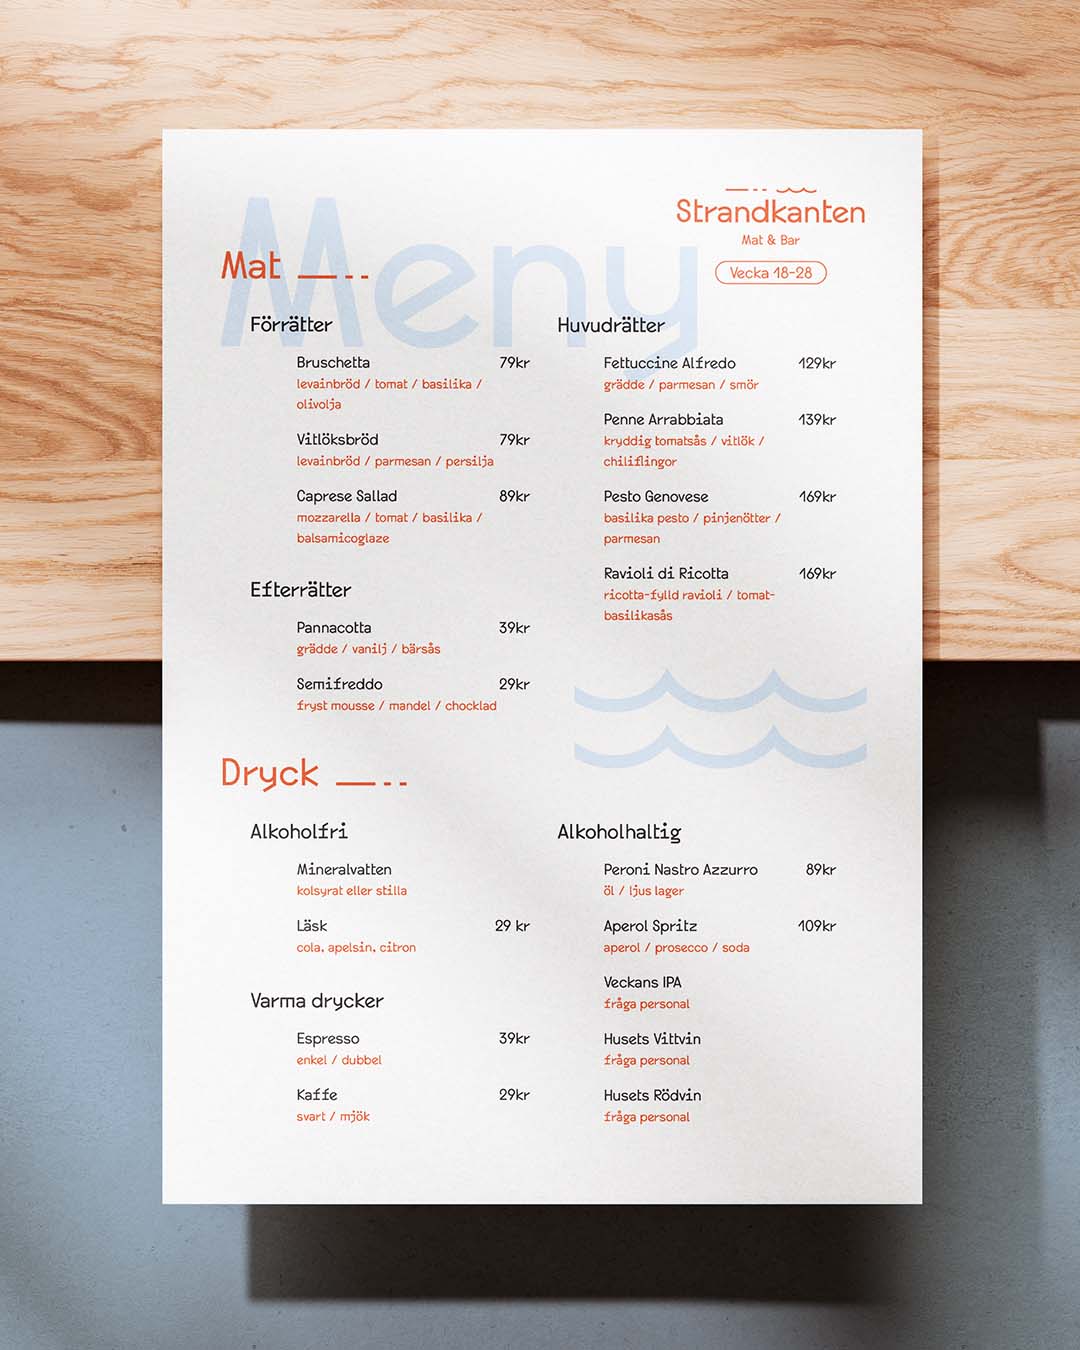 Meny
Strandkanten
Mat & Bar
Vecka 18-28
Mat
Förrätter
Bruschetta 79kr
levainbröd / tomat / basilika /
olivolja
Vitlöksbröd 79kr
levainbröd / parmesan / persilja
Caprese Sallad 89kr
mozzarella / tomat / basilika /
balsamicoglaze
Efterrätter
Pannacotta 39kr
grädde / vanilj / bärsås
Semifreddo 29kr
fryst mousse / mandel / chocklad
Huvudrätter
Fettuccine Alfredo 129kr
grädde / parmesan / smör
Penne Arrabbiata 139kr
kryddig tomatsås / vitlök /
chiliflingor
Pesto Genovese 169kr
basilika pesto / pinjenötter /
parmesan
Ravioli di Ricotta 169kr
ricotta-fylld ravioli / tomat-
basilikasås
Dryck
Alkoholfri
Mineralvatten
kolsyrat eller stilla
Läsk 29 kr
cola, apelsin, citron
Varma drycker
Espresso 39kr
enkel / dubbel
Kaffe 29kr
svart / mjök
Alkoholhaltig
Peroni Nastro Azzurro 89kr
öl / ljus lager
Aperol Spritz 109kr
aperol / prosecco / soda
Veckans IPA
fråga personal
Husets Vittvin
fråga personal
Husets Rödvin
fråga personal